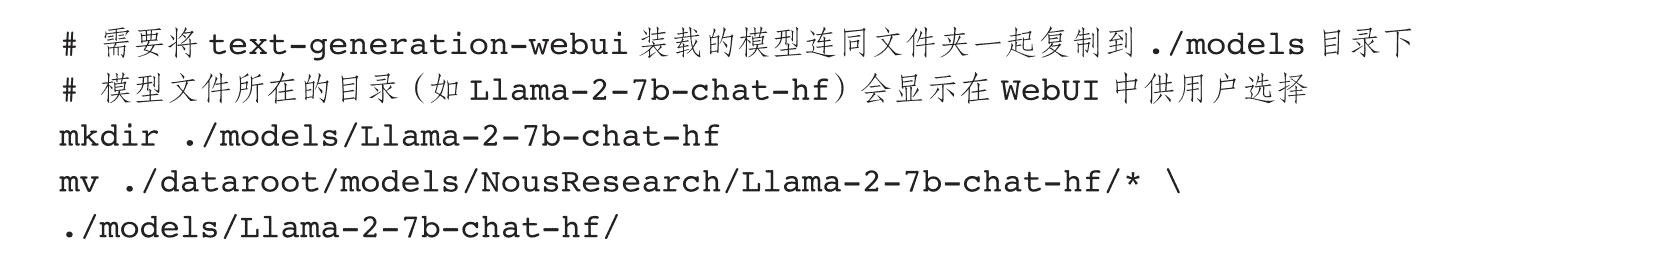 # 需要将 text-generation-webui 装载的模型连同文件夹一起复制到 ./models 目录下
# 模型文件所在的目录（如 Llama-2-7b-chat-hf）会显示在 WebUI 中供用户选择
mkdir ./models/Llama-2-7b-chat-hf
mv ./dataroot/models/NousResearch/Llama-2-7b-chat-hf/* \
./models/Llama-2-7b-chat-hf/